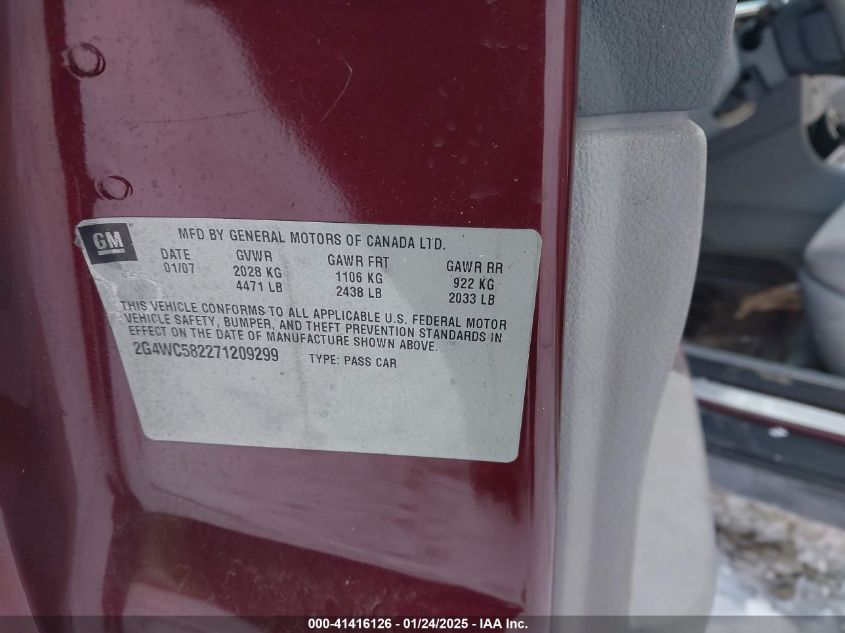 GM
MFD BY GENERAL MOTORS OF CANADA LTD.
DATE GVWR GAWR FRT GAWR RR
01/07 2028 KG 1106 KG 922 KG
4471 LB 2438 LB 2033 LB
THIS VEHICLE CONFORMS TO ALL APPLICABLE U.S. FEDERAL MOTOR
VEHICLE SAFETY, BUMPER, AND THEFT PREVENTION STANDARDS IN
EFFECT ON THE DATE OF MANUFACTURE SHOWN ABOVE.
2G4WC582271209299 TYPE: PASS CAR
000-41416126 - 01/24/2025 - IAA Inc.